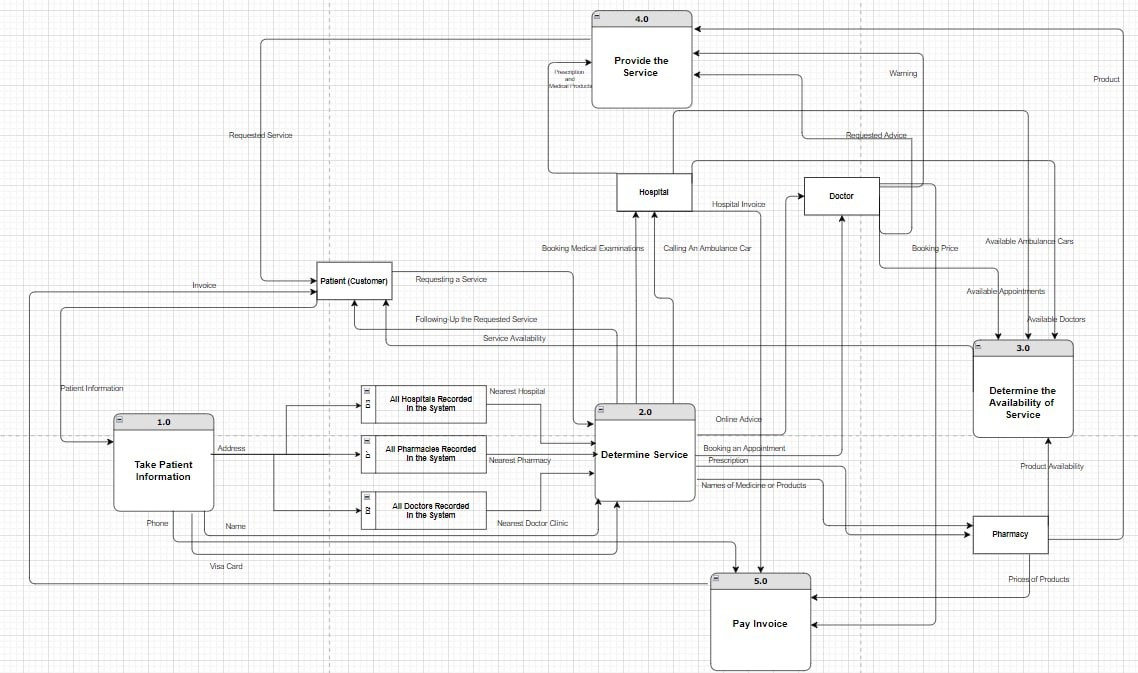 4.0
Provide the
Service
Prescription
and
Medical Products
Warning
Product
Requested Service
Requested Advice
Hospital
Doctor
Hospital Invoice
Booking Medical Examinations
Calling An Ambulance Car
Booking Price
Available Ambulance Cars
Patient (Customer)
Requesting a Service
Invoice
Available Appointments
Following-Up the Requested Service
Available Doctors
Service Availability
3.0
Determine the
Availability of
Service
Patient Information
1.0
Take Patient
Information
Address
All Hospitals Recorded
In the System
Nearest Hospital
All Pharmacies Recorded
In the System
Nearest Pharmacy
All Doctors Recorded
In the System
Nearest Doctor Clinic
2.0
Determine Service
Online Advice
Booking an Appointment
Prescription
Names of Medicine or Products
Product Availability
Phone
Name
Visa Card
Pharmacy
Prices of Products
5.0
Pay Invoice